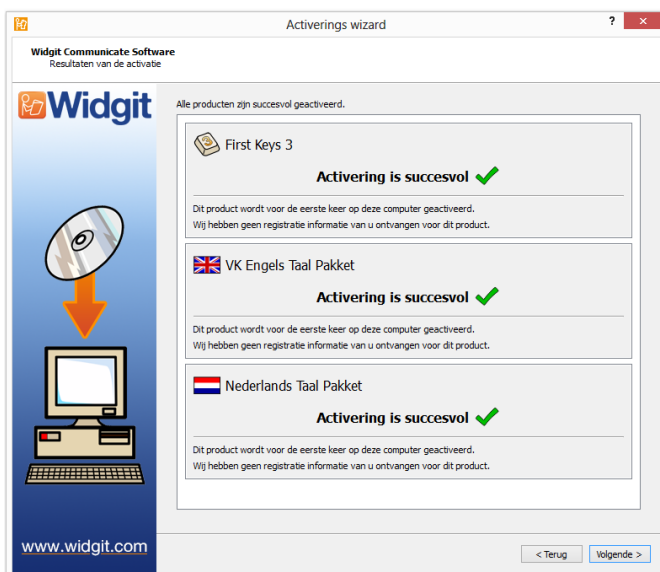 Activerings wizard
?
Widgit Communicate Software
Resultaten van de activatie
Widgit
Alle producten zijn succesvol geactiveerd.
3
First Keys 3
Activering is succesvol
Dit product wordt voor de eerste keer op deze computer geactiveerd.
Wij hebben geen registratie informatie van u ontvangen voor dit product.
VK Engels Taal Pakket
Activering is succesvol
Dit product wordt voor de eerste keer op deze computer geactiveerd.
Wij hebben geen registratie informatie van u ontvangen voor dit product.
Nederlands Taal Pakket
Activering is succesvol
Dit product wordt voor de eerste keer op deze computer geactiveerd.
Wij hebben geen registratie informatie van u ontvangen voor dit product.
www.widgit.com
< Terug
Volgende >